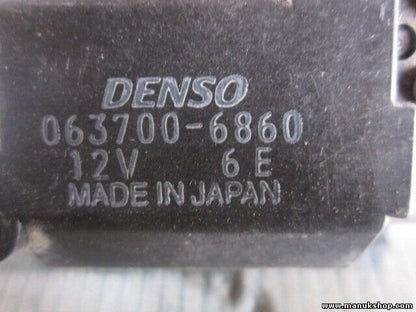 DENSO
063700-6860
12V 6E
MADE IN JAPAN
www.manukshop.com